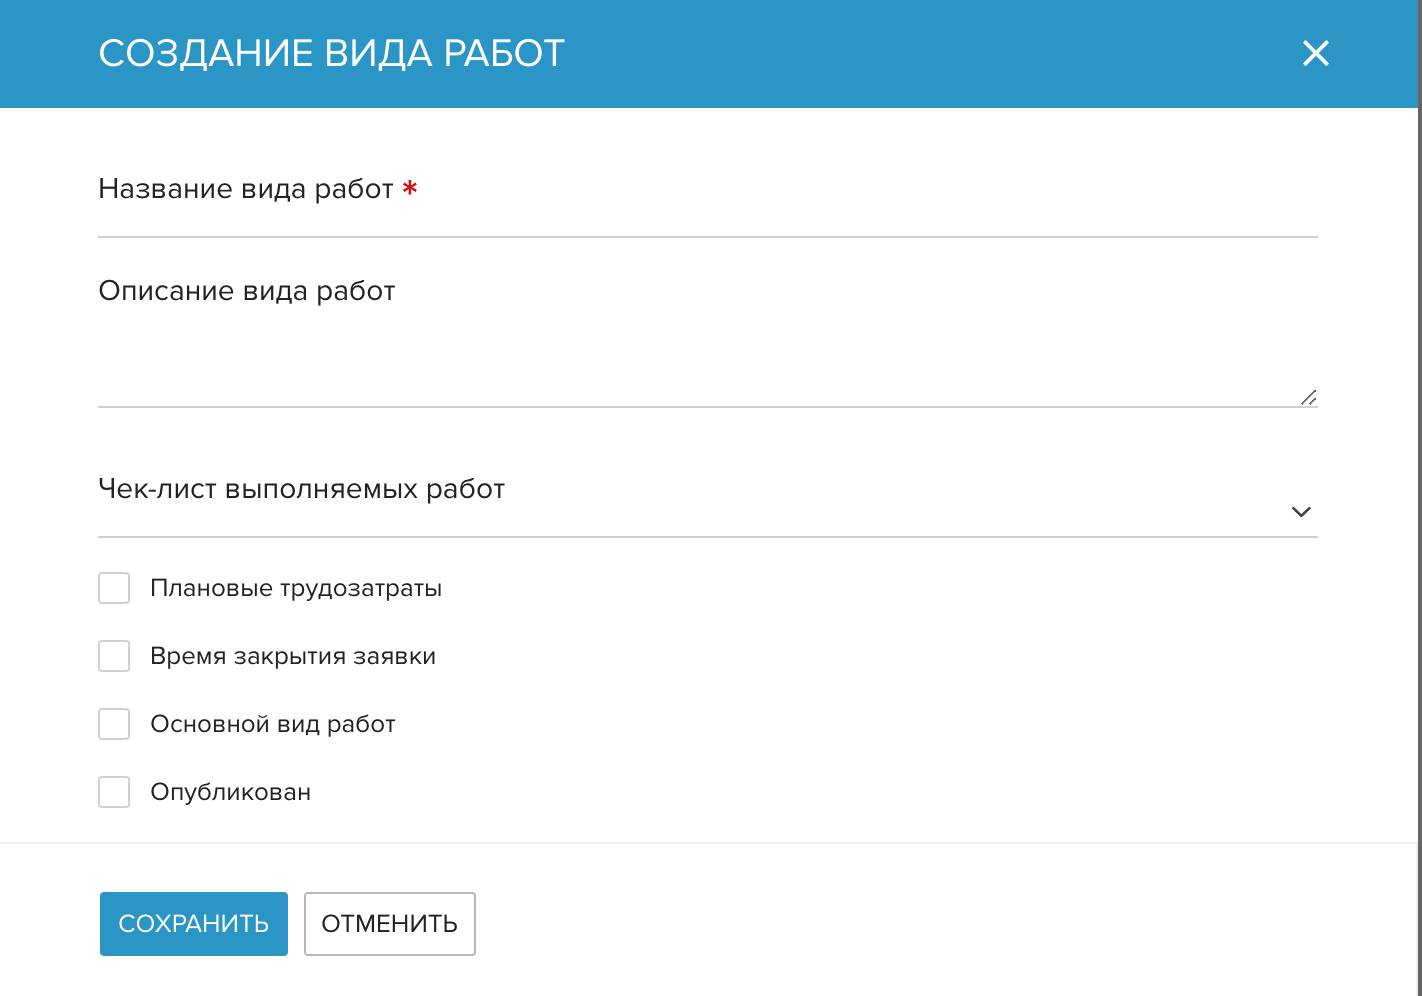 СОЗДАНИЕ ВИДА РАБОТ
Название вида работ *
Описание вида работ
Чек-лист выполняемых работ
Плановые трудозатраты
Время закрытия заявки
Основной вид работ
Опубликован
СОХРАНИТЬ ОТМЕНИТЬ